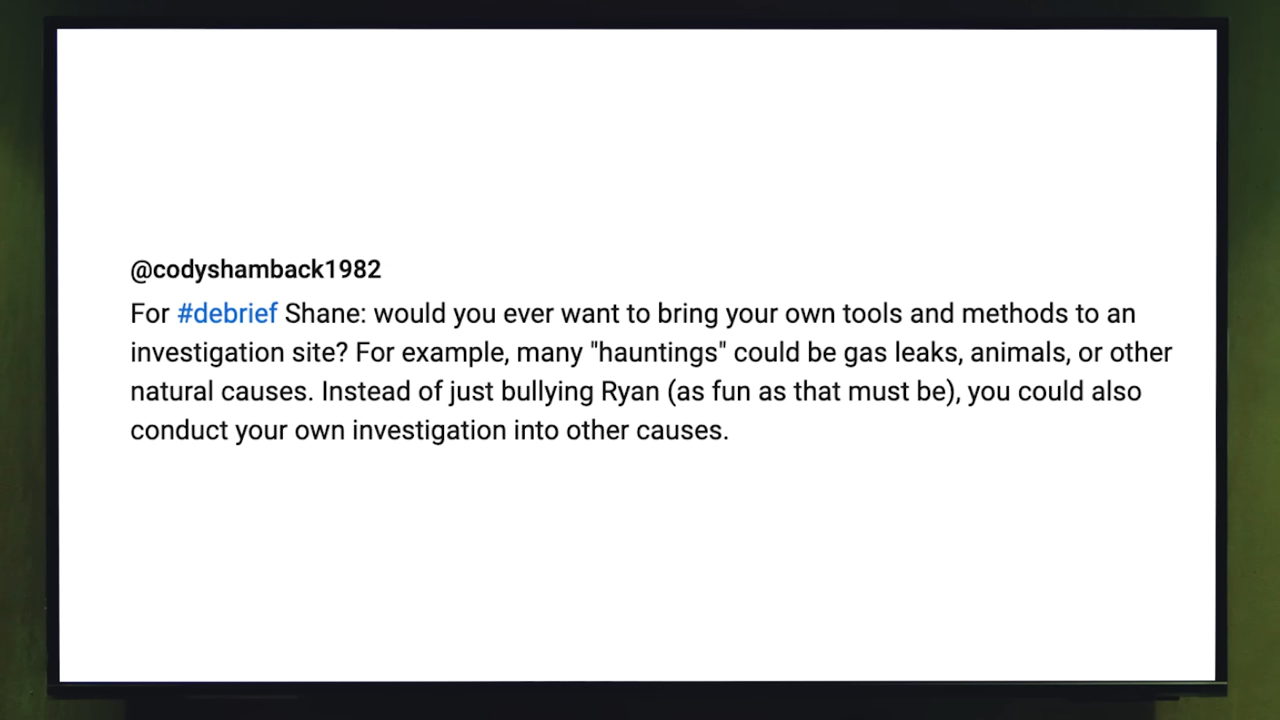 @codyshamback1982
For #debrief Shane: would you ever want to bring your own tools and methods to an
investigation site? For example, many "hauntings" could be gas leaks, animals, or other
natural causes. Instead of just bullying Ryan (as fun as that must be), you could also
conduct your own investigation into other causes.